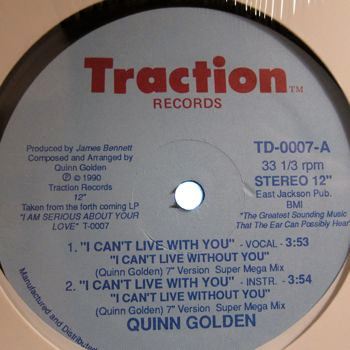 Traction TM
RECORDS
Produced by James Bennett
Composed and Arranged by
Quinn Golden
℗ © 1990
Traction Records
12"
Taken from the forth coming LP
"I AM SERIOUS ABOUT YOUR
LOVE" T-0007
TD-0007-A
33 1/3 rpm
STEREO 12"
East Jackson Pub.
BMI
"The Greatest Sounding Music
That The Ear Can Possibly Hear
1. "I CAN'T LIVE WITH YOU" - VOCAL - 3:53
"I CAN'T LIVE WITHOUT YOU"
(Quinn Golden) 7" Version Super Mega Mix
2. "I CAN'T LIVE WITH YOU" - INSTR. - 3:54
"I CAN'T LIVE WITHOUT YOU"
(Quinn Golden) 7" Version Super Mega Mix
QUINN GOLDEN
Manufactured and Distributed